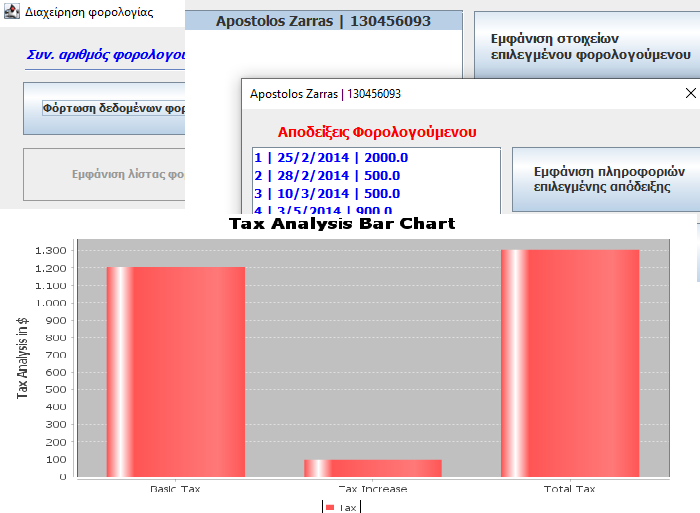 Διαχείρηση φορολογίας
Συν. αριθμός φορολογού
Φόρτωση δεδομένων φορ
Εμφάνιση λίστας φο
Apostolos Zarras | 130456093
Εμφάνιση στοιχείων
επιλεγμένου φορολογούμενου
Apostolos Zarras | 130456093
Αποδείξεις Φορολογούμενου
1 | 25/2/2014 | 2000.0
2 | 28/2/2014 | 500.0
3 | 10/3/2014 | 500.0
4 | 3/5/2014 | 900.0
Εμφάνιση πληροφοριών
επιλεγμένης απόδειξης
Tax Analysis Bar Chart
Tax Analysis in $
1.300
1.200
1.100
1.000
900
800
700
600
500
400
300
200
100
0
Basic Tax
Tax Increase
Total Tax
Tax